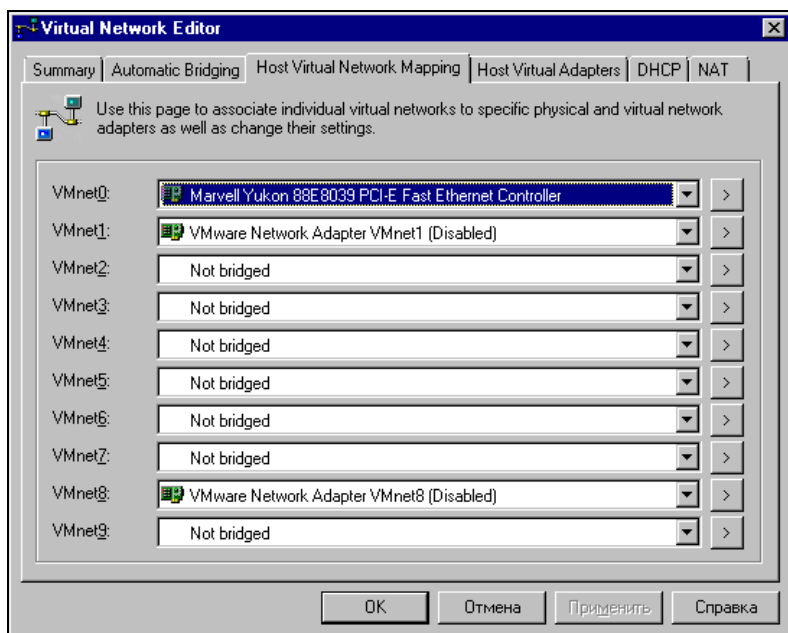 Virtual Network Editor
Summary Automatic Bridging Host Virtual Network Mapping Host Virtual Adapters DHCP NAT
Use this page to associate individual virtual networks to specific physical and virtual network
adapters as well as change their settings.
VMnet0: Marvell Yukon 88E8039 PCI-E Fast Ethernet Controller >
VMnet1: VMware Network Adapter VMnet1 (Disabled) >
VMnet2: Not bridged >
VMnet3: Not bridged >
VMnet4: Not bridged >
VMnet5: Not bridged >
VMnet6: Not bridged >
VMnet7: Not bridged >
VMnet8: VMware Network Adapter VMnet8 (Disabled) >
VMnet9: Not bridged >
OK Отмена Применить Справка